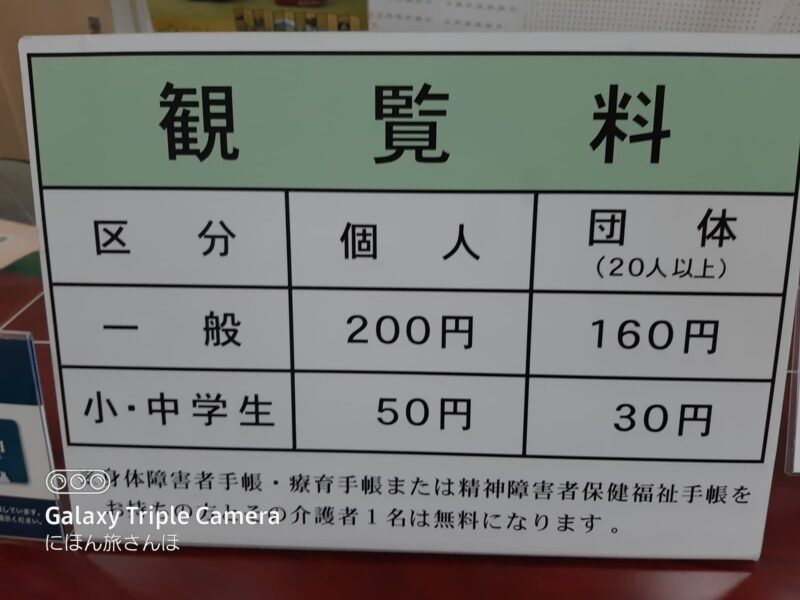 観覧料
区分 個人 団体
(20人以上)
一般 200円 160円
小・中学生 50円 30円
身体障害者手帳・療育手帳または精神障害者保健福祉手帳を
の介護者1名は無料になります。
Galaxy Triple Camera
にほん旅さんぽ